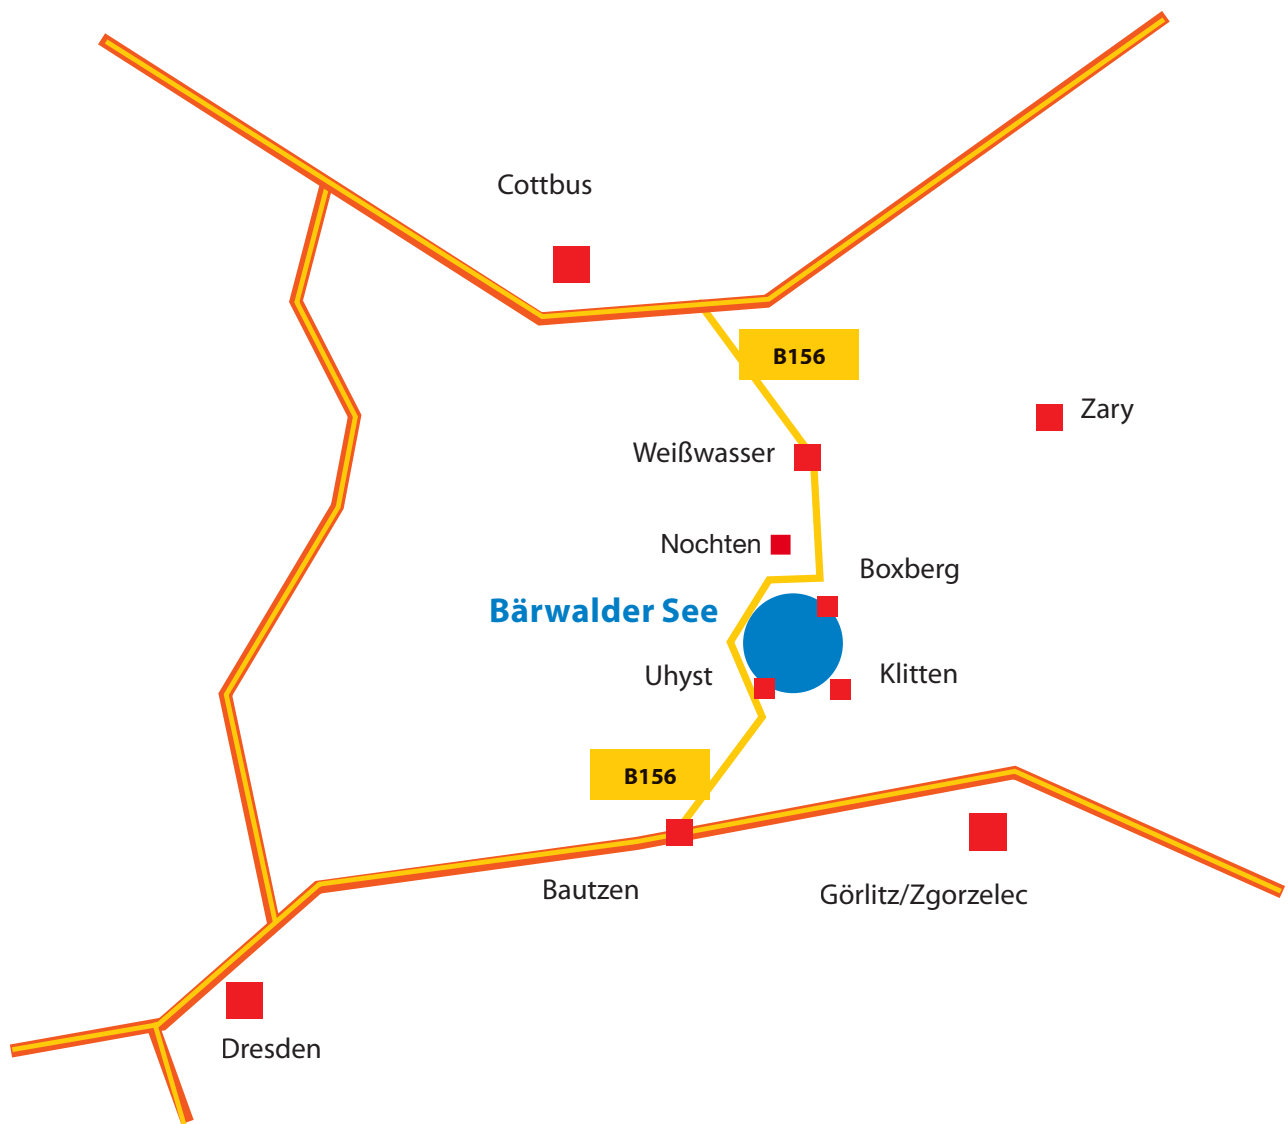 Cottbus
B156
Zary
Weißwasser
Nochten
Boxberg
Bärwalder See
Uhyst
Klitten
B156
Bautzen
Görlitz/Zgorzelec
Dresden